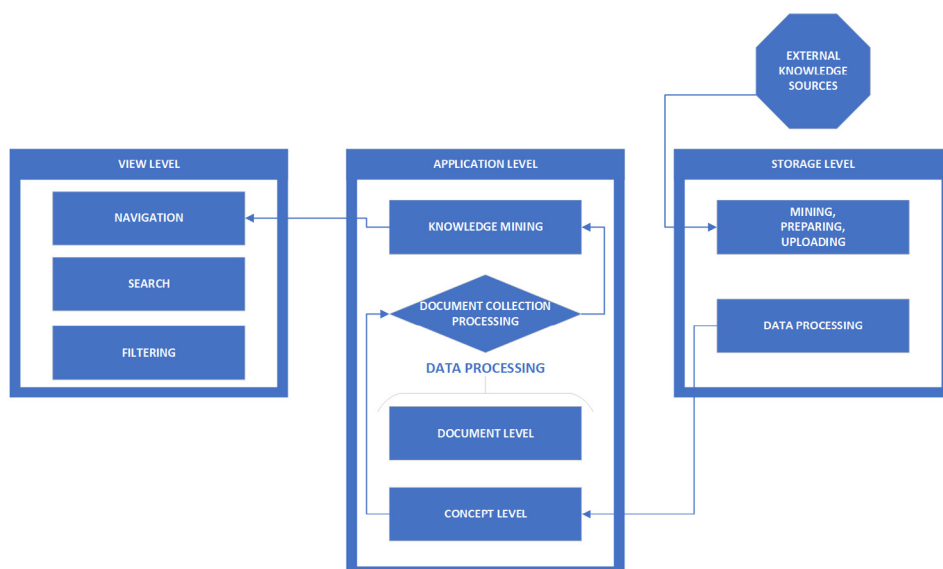 EXTERNAL
KNOWLEDGE
SOURCES
VIEW LEVEL
NAVIGATION
SEARCH
FILTERING
APPLICATION LEVEL
KNOWLEDGE MINING
DOCUMENT COLLECTION
PROCESSING
DATA PROCESSING
DOCUMENT LEVEL
CONCEPT LEVEL
STORAGE LEVEL
MINING,
PREPARING,
UPLOADING
DATA PROCESSING